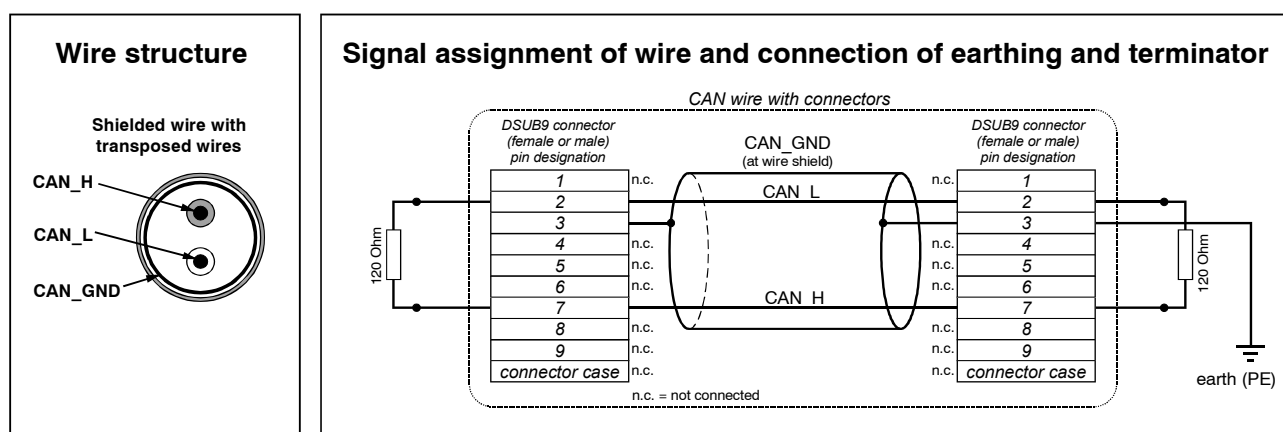 Wire structure
Shielded wire with
transposed wires
CAN_H
CAN_L
CAN_GND
Signal assignment of wire and connection of earthing and terminator
CAN wire with connectors
DSUB9 connector
(female or male)
pin designation
CAN_GND
(at wire shield)
DSUB9 connector
(female or male)
pin designation
1 n.c. n.c. 1
2 CAN_L 2
3 3
4 n.c. n.c. 4
5 n.c. n.c. 5
6 n.c. n.c. 6
7 CAN_H 7
8 n.c. n.c. 8
9 n.c. n.c. 9
connector case n.c. n.c. connector case
120 Ohm
120 Ohm
n.c. = not connected
earth (PE)